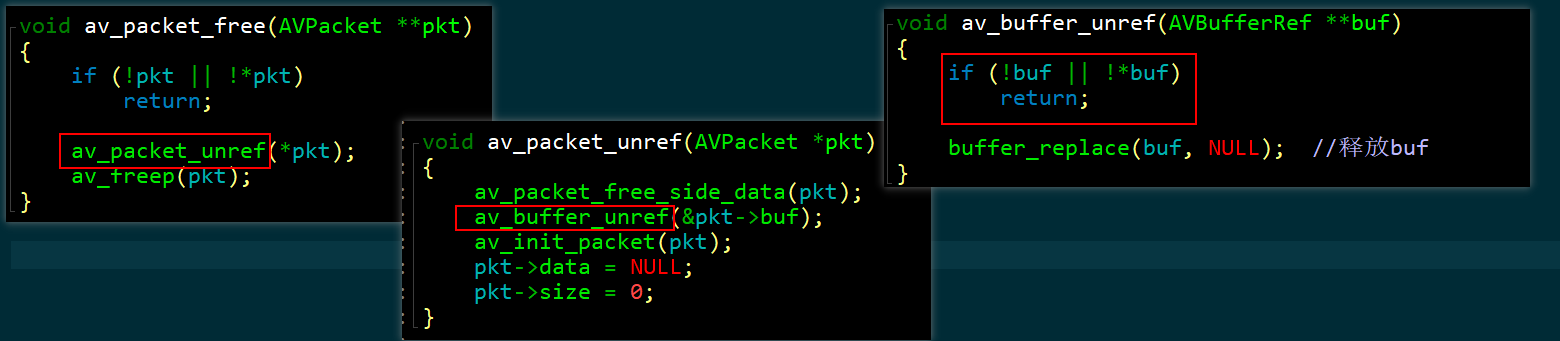 void av_packet_free(AVPacket **pkt)
{
    if (!pkt || !*pkt)
        return;

    av_packet_unref(*pkt);
    av_freep(pkt);
}
void av_packet_unref(AVPacket *pkt)
{
    av_packet_free_side_data(pkt);
    av_buffer_unref(&pkt->buf);
    av_init_packet(pkt);
    pkt->data = NULL;
    pkt->size = 0;
}
void av_buffer_unref(AVBufferRef **buf)
{
    if (!buf || !*buf)
        return;

    buffer_replace(buf, NULL);  //释放buf
}